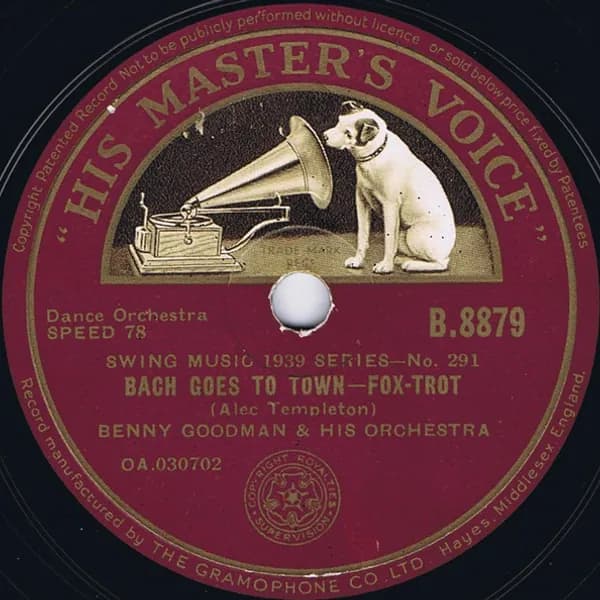 Copyright Patented Record Not to be publicly performed without licence or sold below price fixed by Patentees
"HIS MASTER'S VOICE"
TRADE MARK
REG
Dance Orchestra
SPEED 78
B.8879
SWING MUSIC 1939 SERIES—No. 291
BACH GOES TO TOWN—FOX-TROT
(Alec Templeton)
BENNY GOODMAN & HIS ORCHESTRA
OA.030702
COPYRIGHT ROYALTIES
SUPERVISION
Record manufactured by THE GRAMOPHONE CO., LTD. Hayes, Middlesex, England.